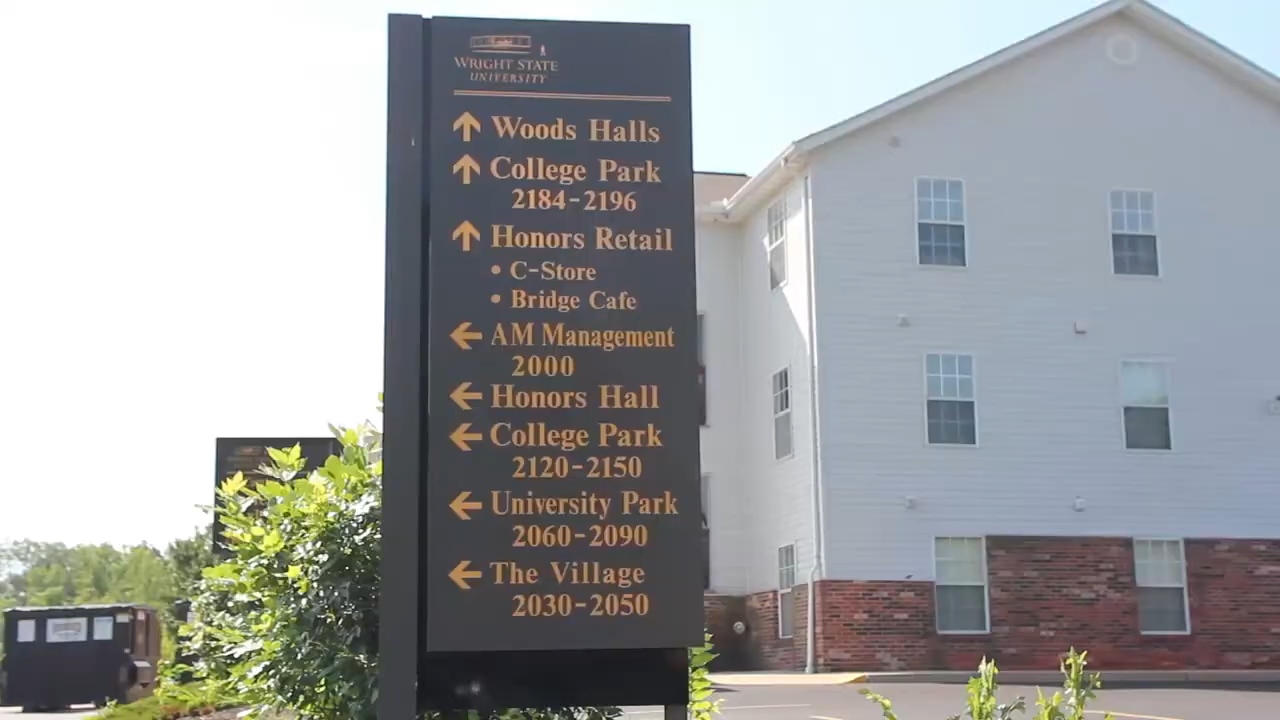 WRIGHT STATE
UNIVERSITY
↑ Woods Halls
↑ College Park
2184-2196
↑ Honors Retail
• C-Store
• Bridge Cafe
← AM Management
2000
← Honors Hall
← College Park
2120-2150
← University Park
2060-2090
← The Village
2030-2050